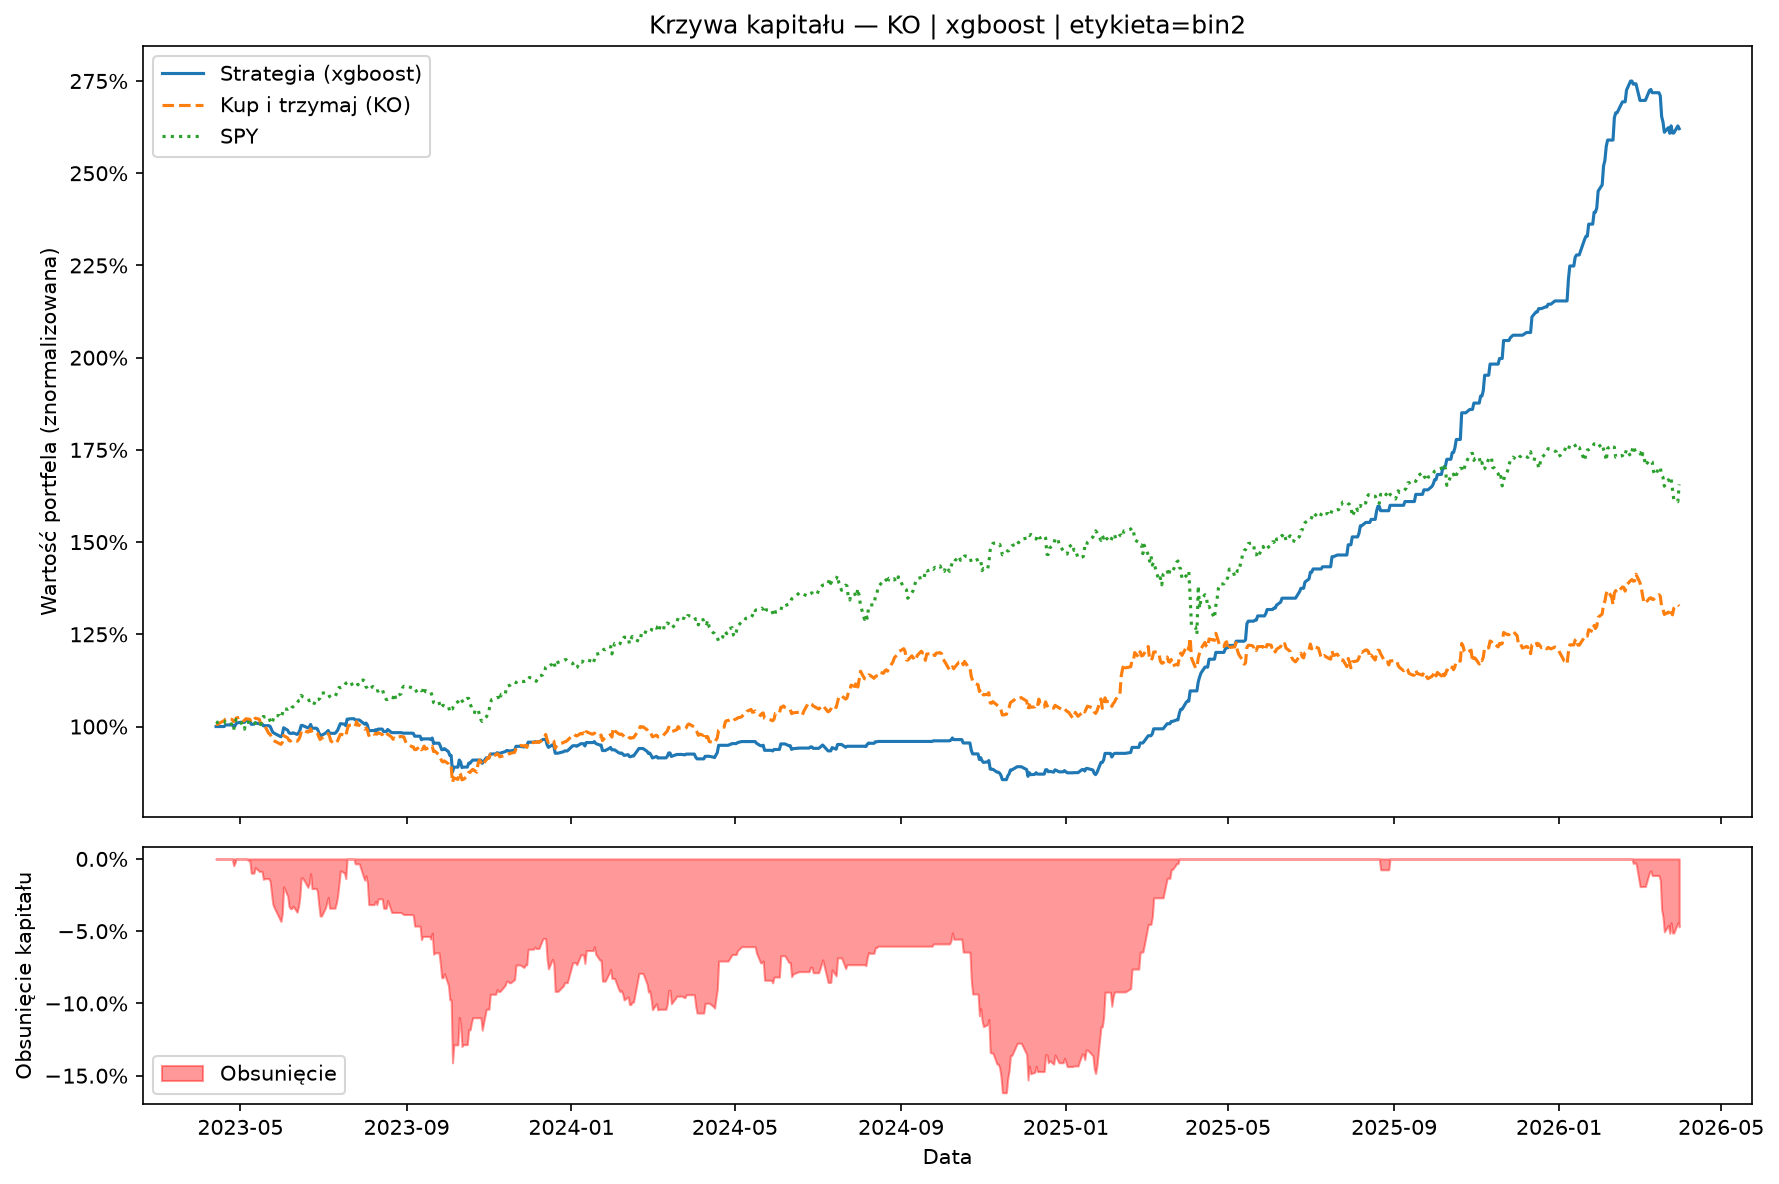 Krzywa kapitału — KO | xgboost | etykieta=bin2
Strategia (xgboost)
Kup i trzymaj (KO)
SPY
Wartość portfela (znormalizowana)
275%
250%
225%
200%
175%
150%
125%
100%
Obsunięcie kapitału
0.0%
−5.0%
−10.0%
−15.0%
Obsunięcie
2023-05
2023-09
2024-01
2024-05
2024-09
2025-01
2025-05
2025-09
2026-01
2026-05
Data